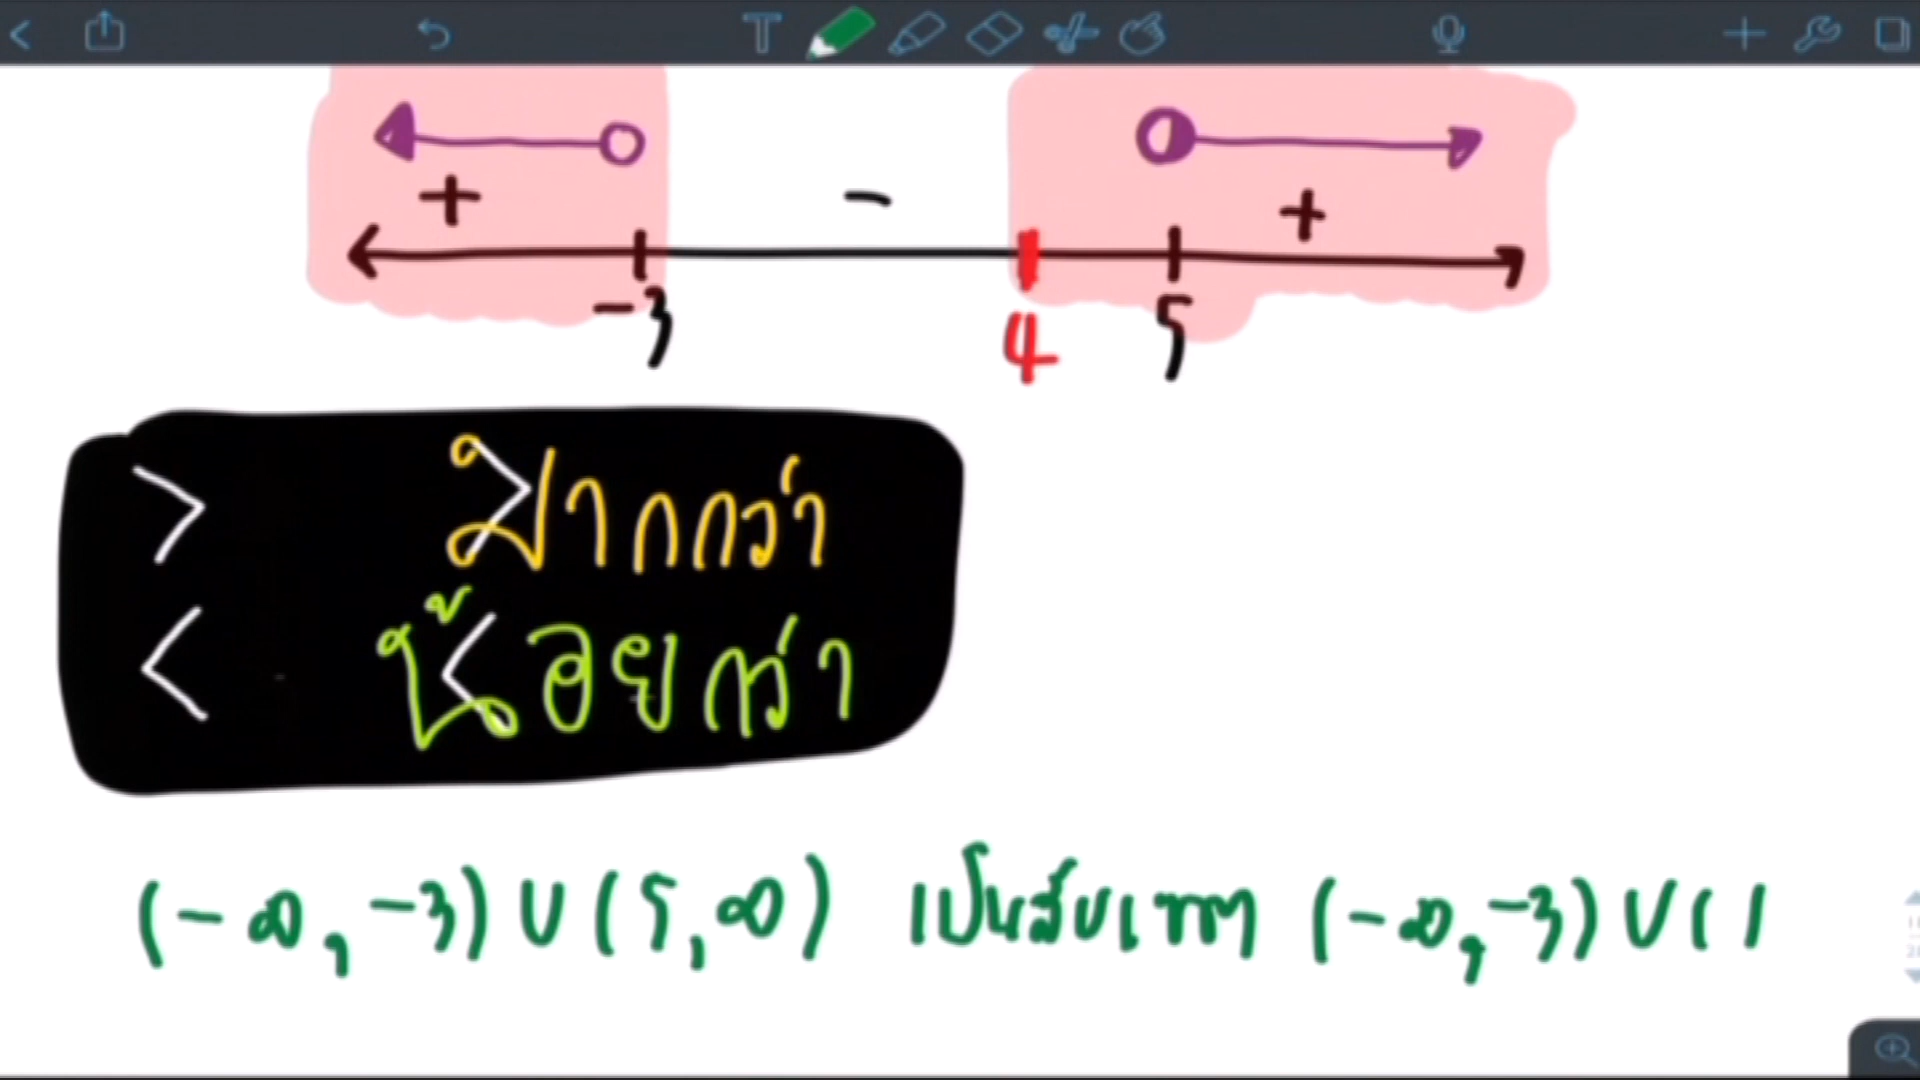 + - +
-3 4 5
> > มากกว่า
< < น้อยกว่า
(-∞, -3) ∪ (5, ∞) เป็นสับเซต (-∞, -3) ∪ (